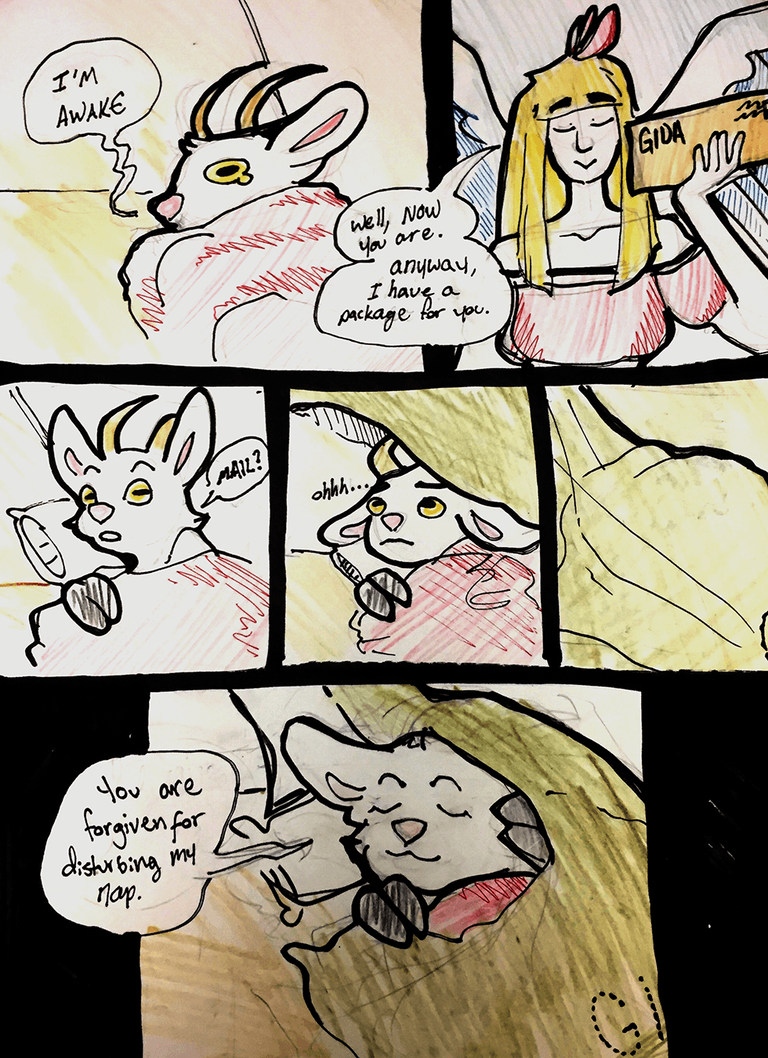 I'M
AWAKE
GIDA
Well, NOW
you are.
anyway,
I have a
package for you.
MAIL?
ohhh...
You are
forgiven for
disturbing my
nap.
G